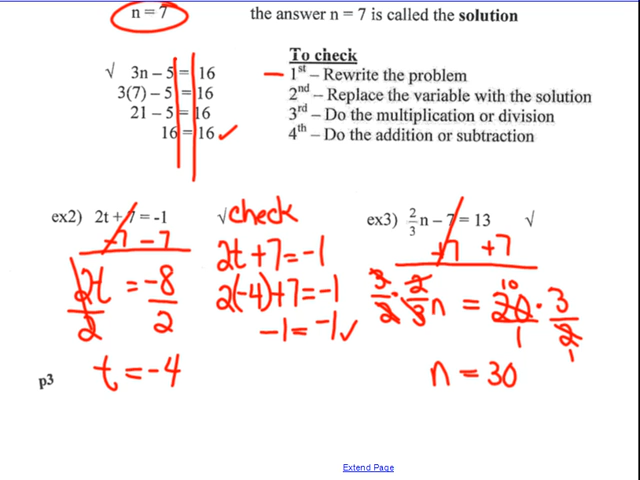 n = 7 the answer n = 7 is called the solution
To check
√ 3n – 5 = 16 1st – Rewrite the problem
3(7) – 5 = 16 2nd – Replace the variable with the solution
21 – 5 = 16 3rd – Do the multiplication or division
16 = 16 ✓ 4th – Do the addition or subtraction
ex2) 2t + 7 = -1
-7 -7
2t/2 = -8/2
t = -4
√ check
2t + 7 = -1
2(-4) + 7 = -1
-1 = -1 ✓
ex3) 2/3 n – 7 = 13 √
+7 +7
3/2 · 2/3 n = 20/1 · 3/2
10
1
n = 30
p3
Extend Page